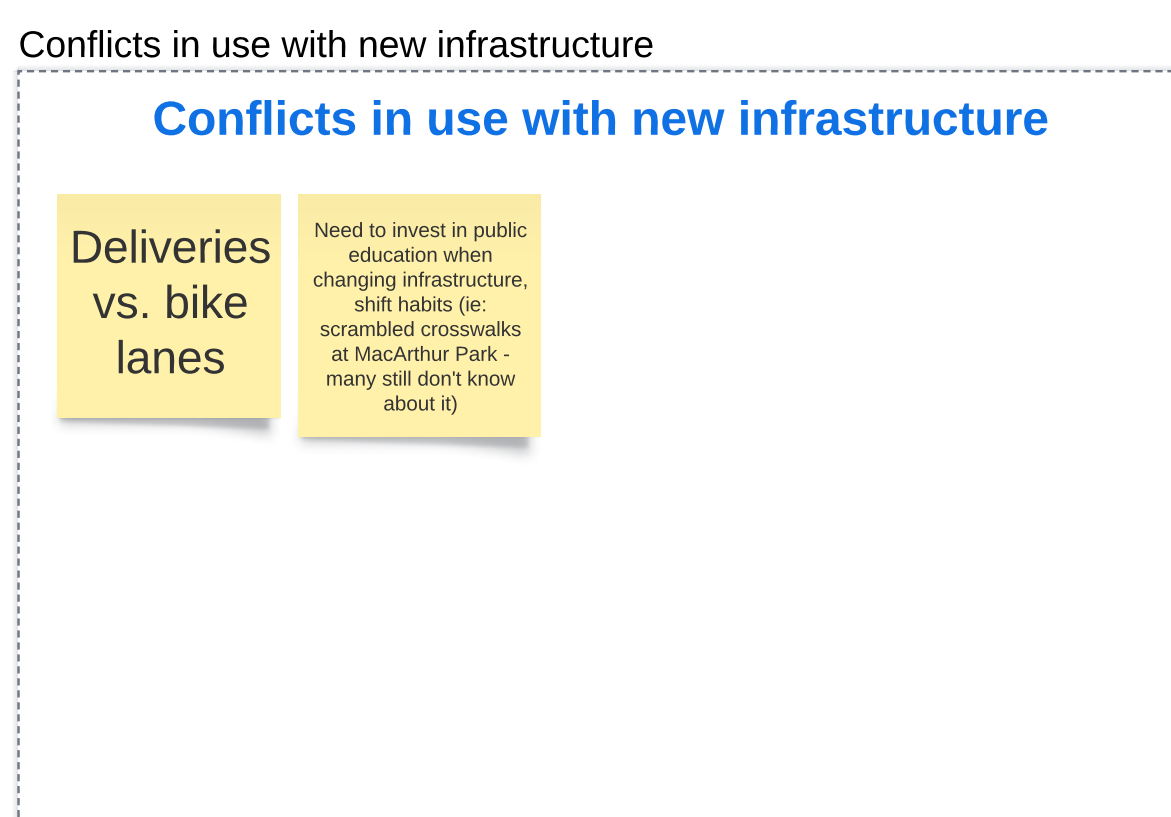 Conflicts in use with new infrastructure
Conflicts in use with new infrastructure
Deliveries
vs. bike
lanes
Need to invest in public
education when
changing infrastructure,
shift habits (ie:
scrambled crosswalks
at MacArthur Park -
many still don't know
about it)